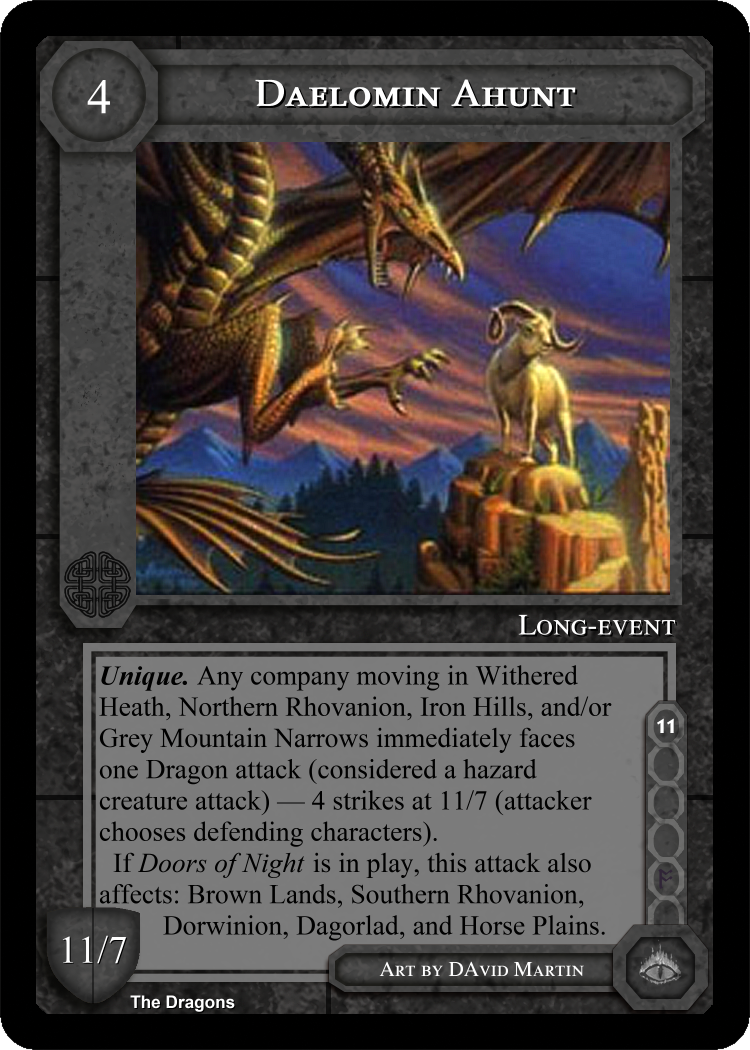 4
Daelomin Ahunt
Long-event
Unique. Any company moving in Withered
Heath, Northern Rhovanion, Iron Hills, and/or
Grey Mountain Narrows immediately faces
one Dragon attack (considered a hazard
creature attack) — 4 strikes at 11/7 (attacker
chooses defending characters).
If Doors of Night is in play, this attack also
affects: Brown Lands, Southern Rhovanion,
Dorwinion, Dagorlad, and Horse Plains.
11
11/7
Art by DAvid Martin
The Dragons